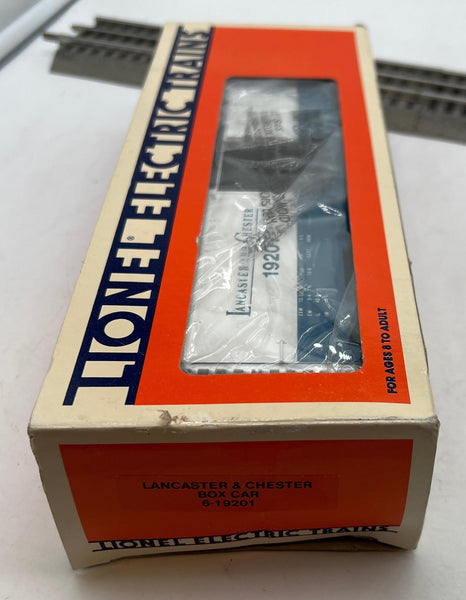 LIONEL® ELECTRIC TRAINS
LANCASTER AND CHESTER
1920
FOR AGES 8 TO ADULT
LANCASTER & CHESTER
BOX CAR
6-19201
LIONEL ELECTRIC TRAINS